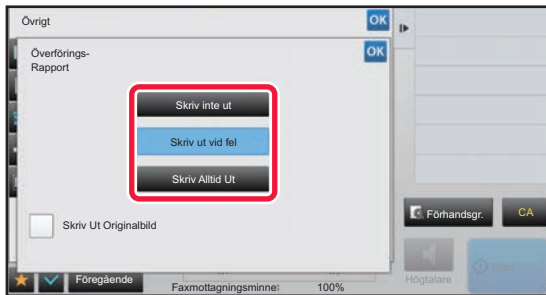 Övrigt
OK
Överförings-
Rapport
OK
Skriv inte ut
Skriv ut vid fel
Skriv Alltid Ut
Skriv Ut Originalbild
Förhandsgr.
CA
Högtalare
Start
Föregående
Faxmottagningsminne:
100%